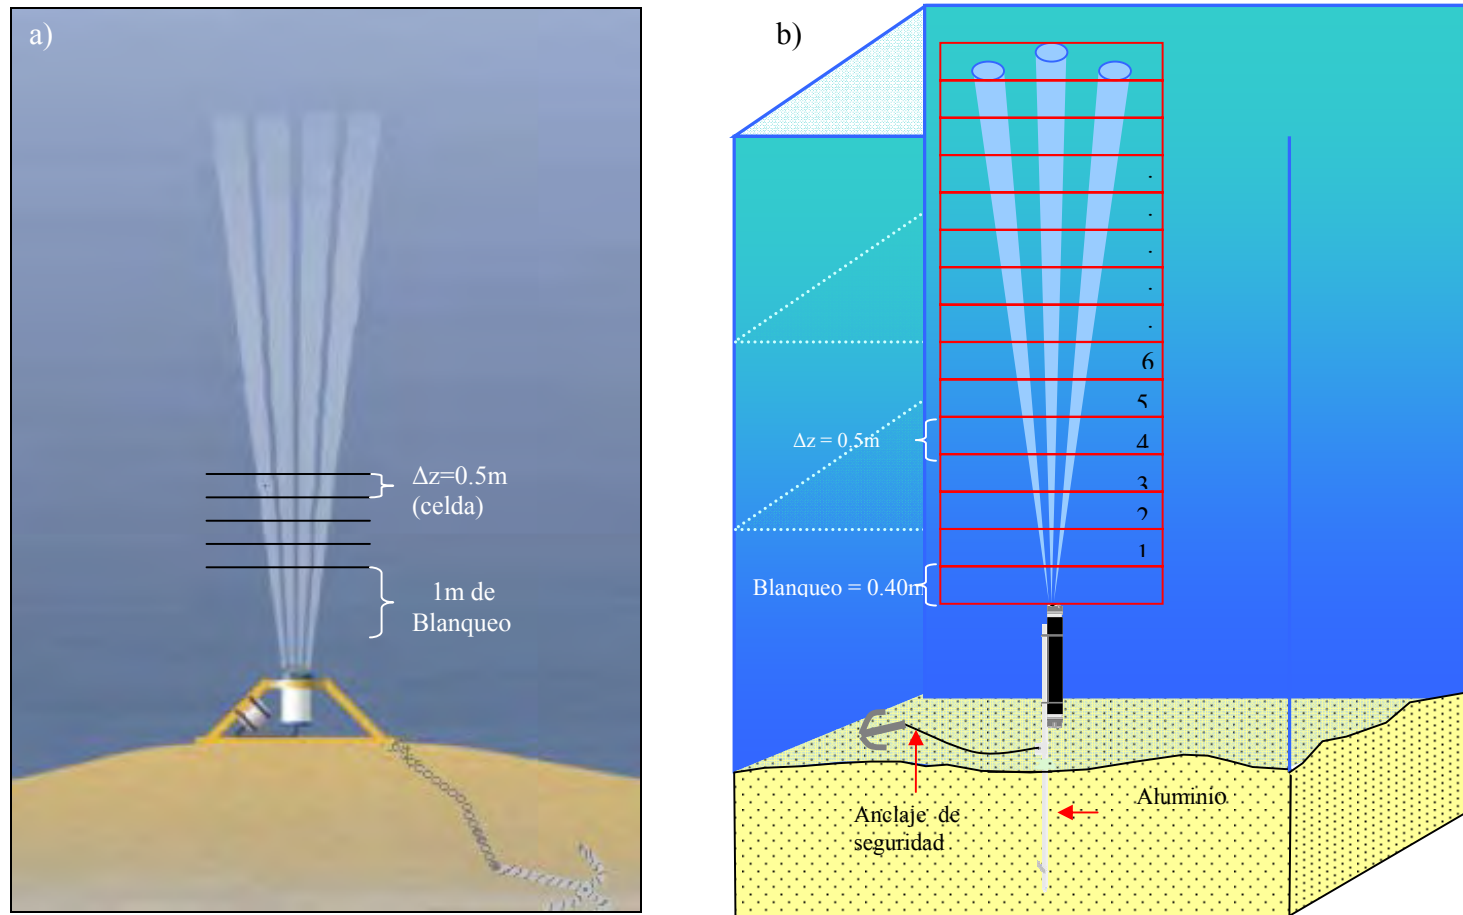 a)
Δz=0.5m
(celda)
1m de
Blanqueo
b)
.
.
.
.
.
6
5
Δz = 0.5m
4
3
2
1
Blanqueo = 0.40m
Anclaje de
seguridad
Aluminio